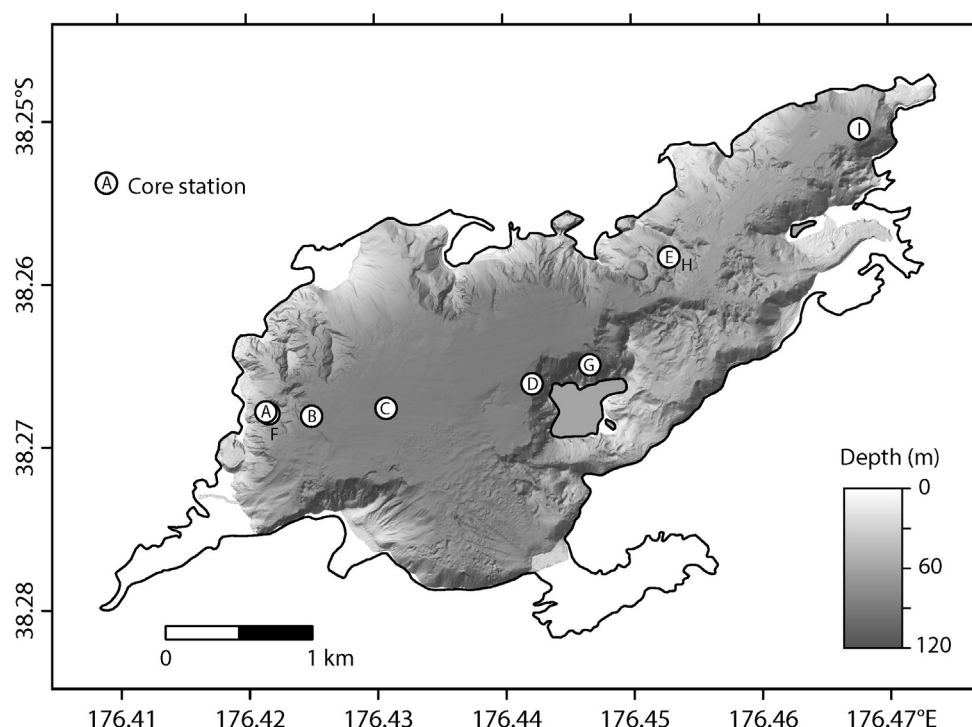 38.25°S
A Core station
I
E
H
38.26
G
D
A
B
C
F
38.27
Depth (m)
0
60
120
38.28
0
1 km
176.41
176.42
176.43
176.44
176.45
176.46
176.47°E